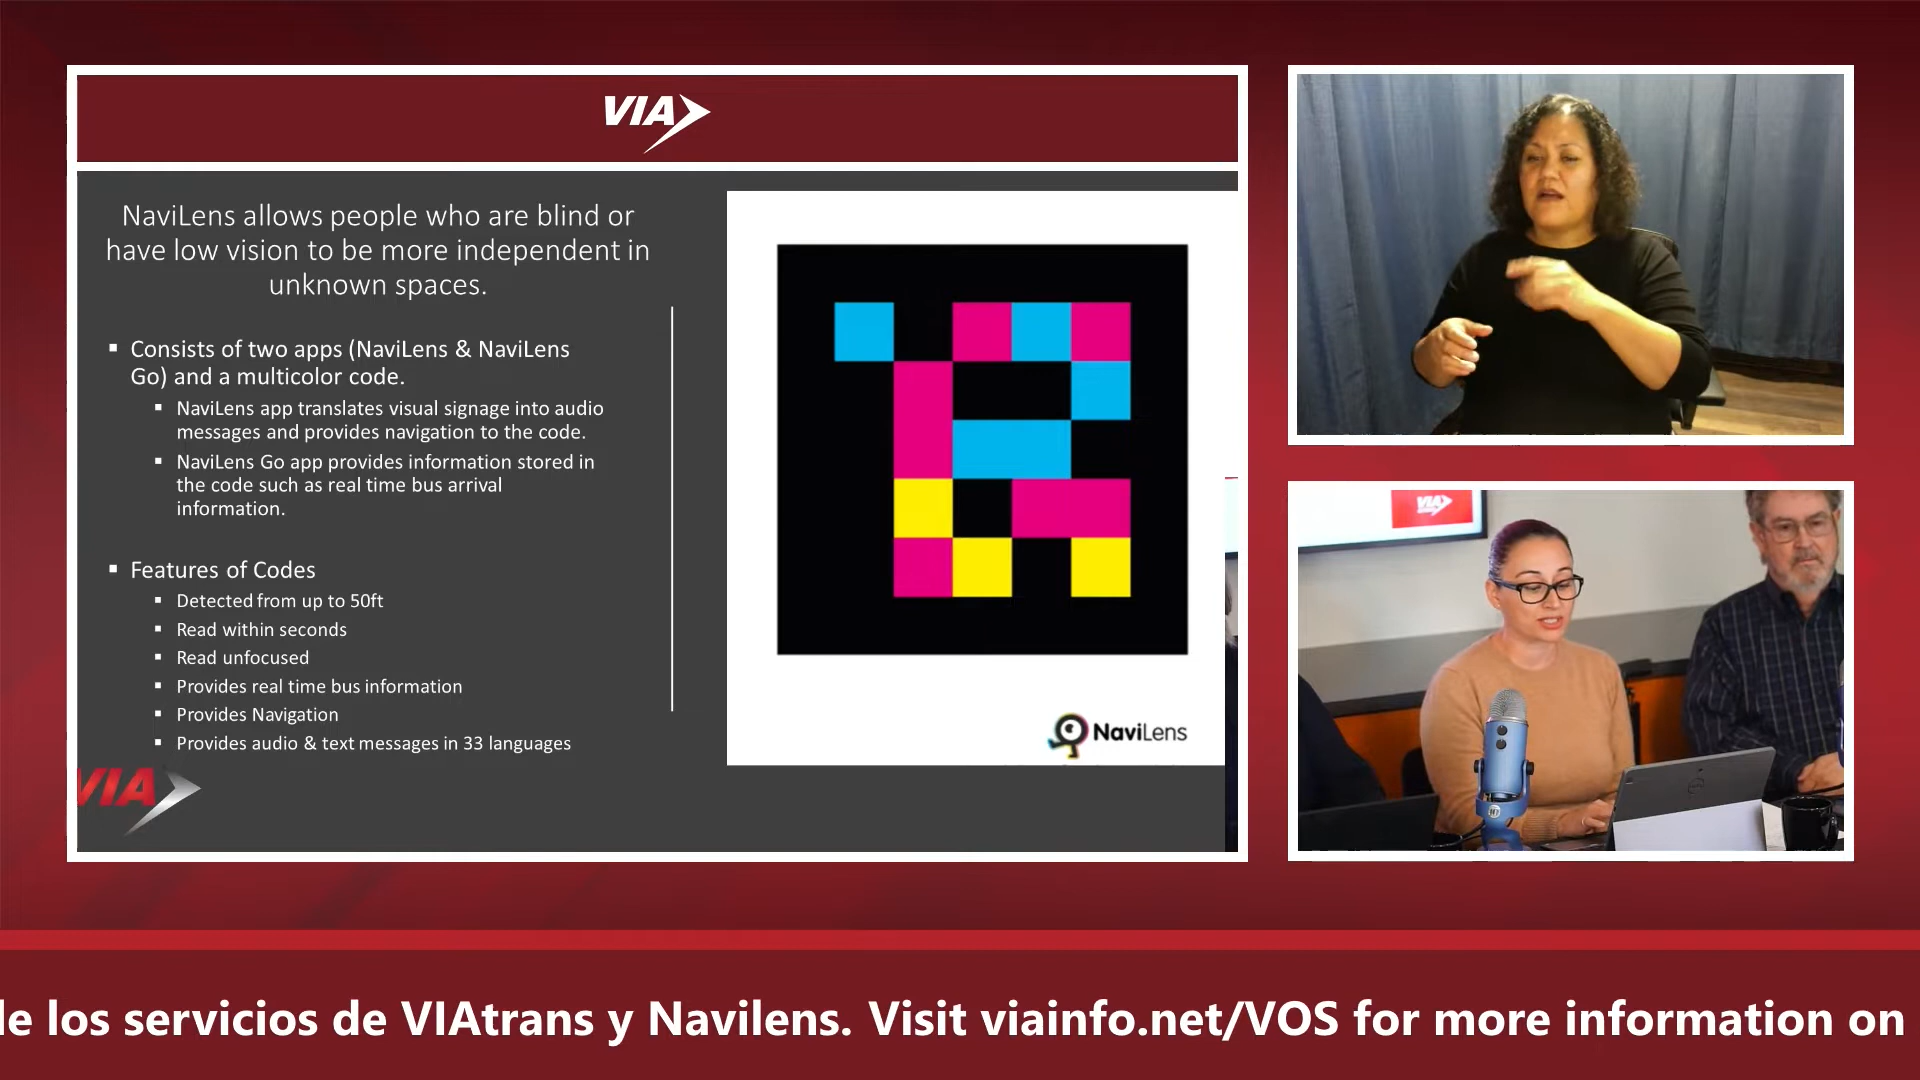 VIA
NaviLens allows people who are blind or
have low vision to be more independent in
unknown spaces.
▪ Consists of two apps (NaviLens & NaviLens
Go) and a multicolor code.
▪ NaviLens app translates visual signage into audio
messages and provides navigation to the code.
▪ NaviLens Go app provides information stored in
the code such as real time bus arrival
information.
▪ Features of Codes
▪ Detected from up to 50ft
▪ Read within seconds
▪ Read unfocused
▪ Provides real time bus information
▪ Provides Navigation
▪ Provides audio & text messages in 33 languages
VIA
NaviLens
VIA
de los servicios de VIAtrans y Navilens. Visit viainfo.net/VOS for more information on